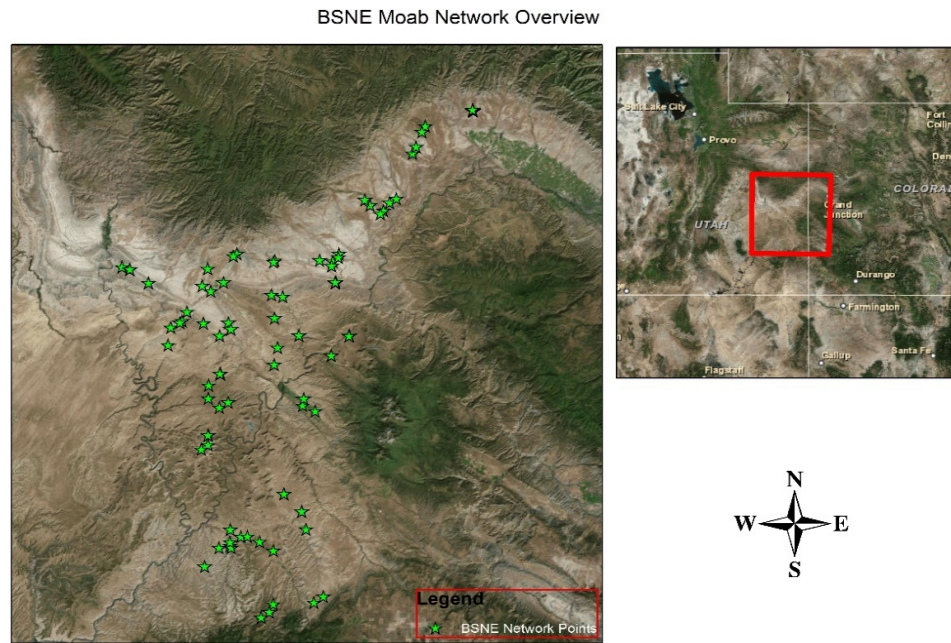 BSNE Moab Network Overview
Salt Lake City
Provo
Fort
Collin
Den
COLORAD
Grand
Junction
UTAH
Durango
Farmington
Gallup
Santa Fe
Flagstaff
Legend
BSNE Network Points
N
W E
S